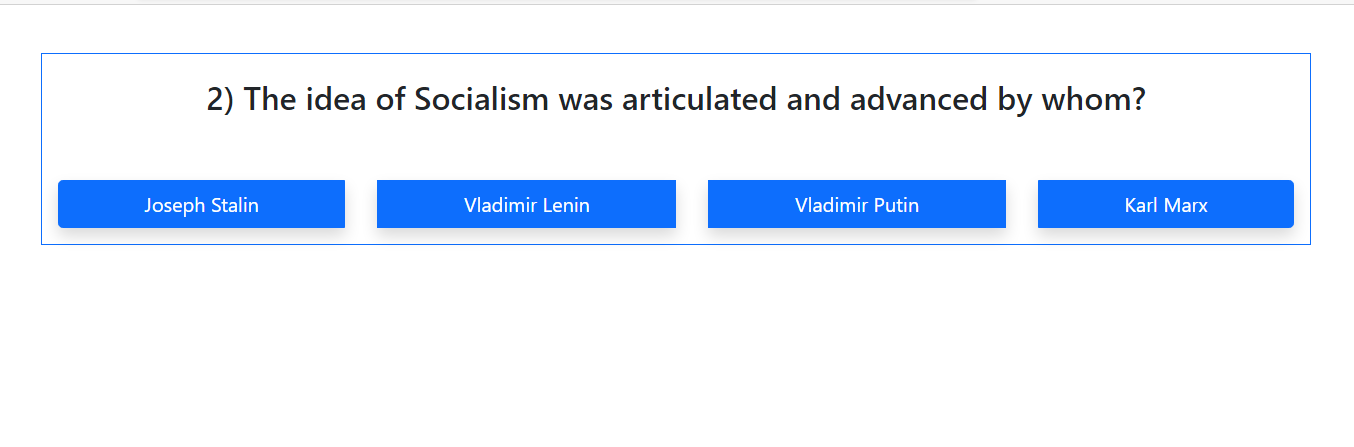 2) The idea of Socialism was articulated and advanced by whom?
Joseph Stalin
Vladimir Lenin
Vladimir Putin
Karl Marx